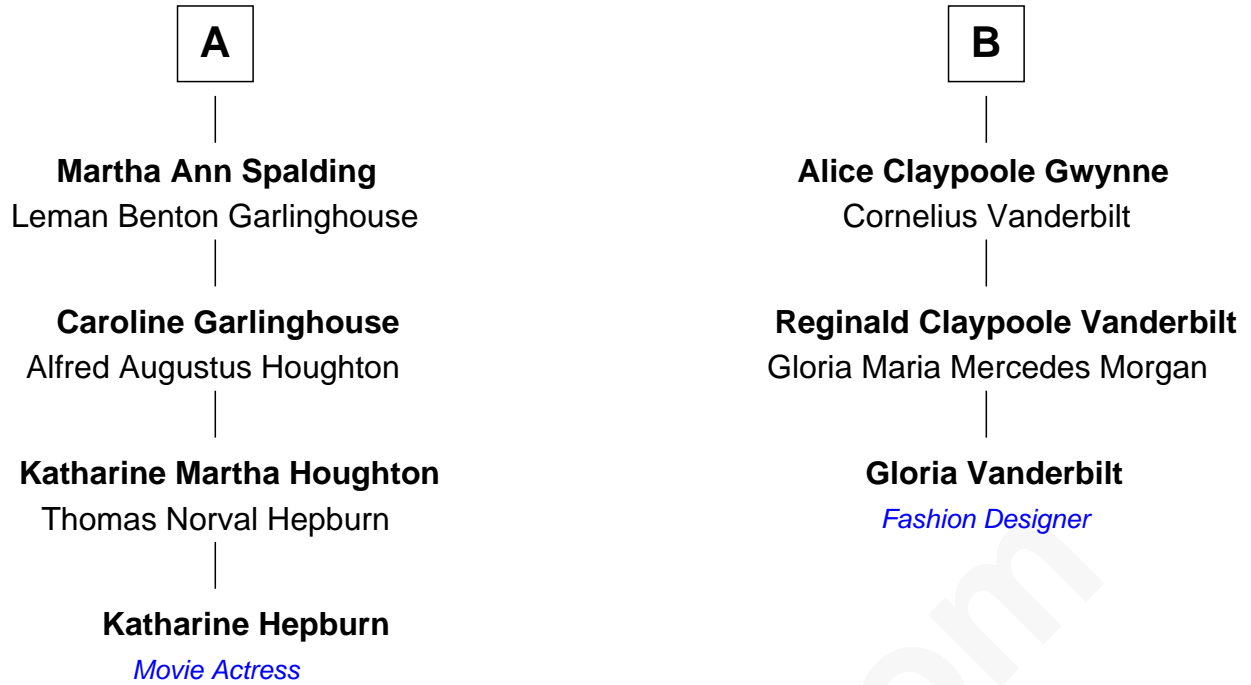 A
Martha Ann Spalding
Leman Benton Garlinghouse
Caroline Garlinghouse
Alfred Augustus Houghton
Katharine Martha Houghton
Thomas Norval Hepburn
Katharine Hepburn
Movie Actress
B
Alice Claypoole Gwynne
Cornelius Vanderbilt
Reginald Claypoole Vanderbilt
Gloria Maria Mercedes Morgan
Gloria Vanderbilt
Fashion Designer
om